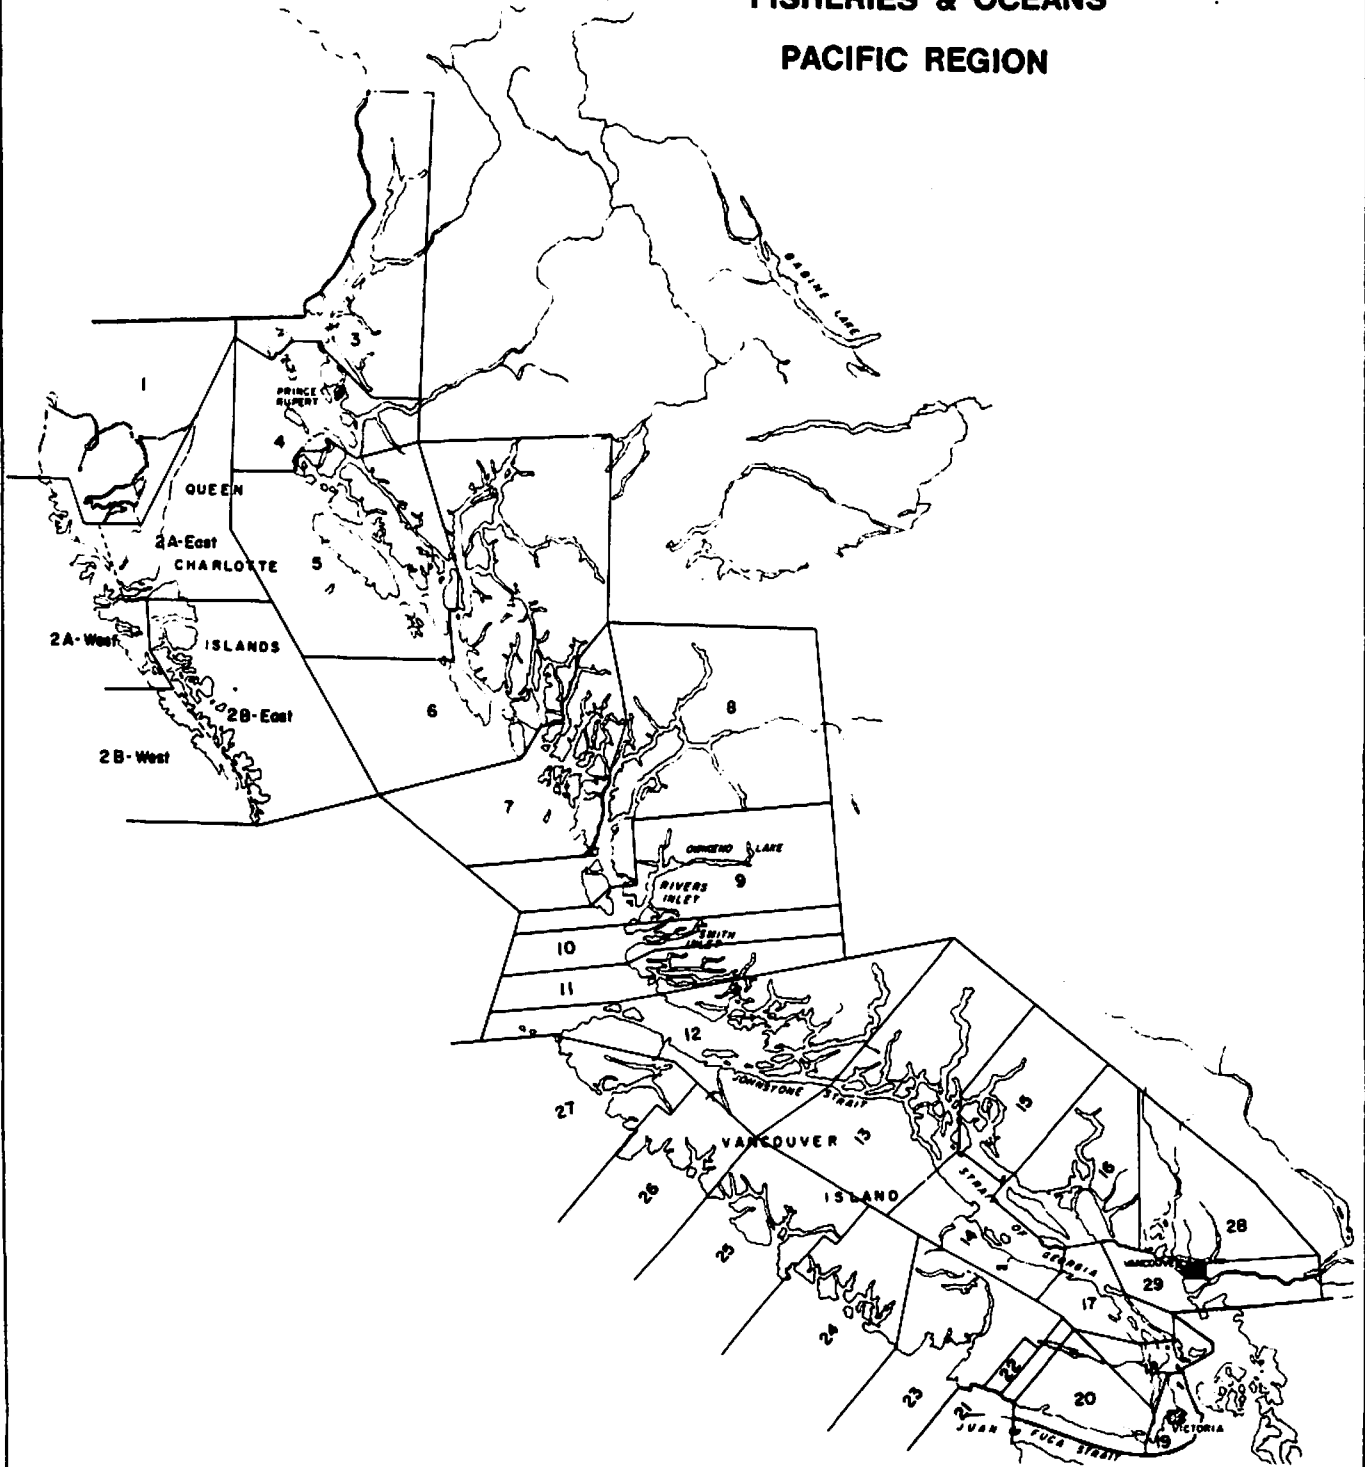 FISHERIES & OCEANS
PACIFIC REGION
BABINE LAKE
3
1
PRINCE
RUPERT
4
QUEEN
2A-East
CHARLOTTE
5
2A-West
ISLANDS
6
8
2B-East
2B-West
7
LAKE
9
RIVERS
INLET
SMITH
INLET
10
11
12
JOHNSTONE STRAIT
27
15
VANCOUVER
13
26
16
ISLAND
STRAIT OF GEORGIA
14
28
25
VANCOUVER
29
17
24
22
23
20
21
JUAN FUCA STRAIT
VICTORIA
19